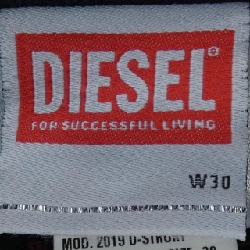 DIESEL®
FOR SUCCESSFUL LIVING
W30
MOD. 2019 D-STRUKT